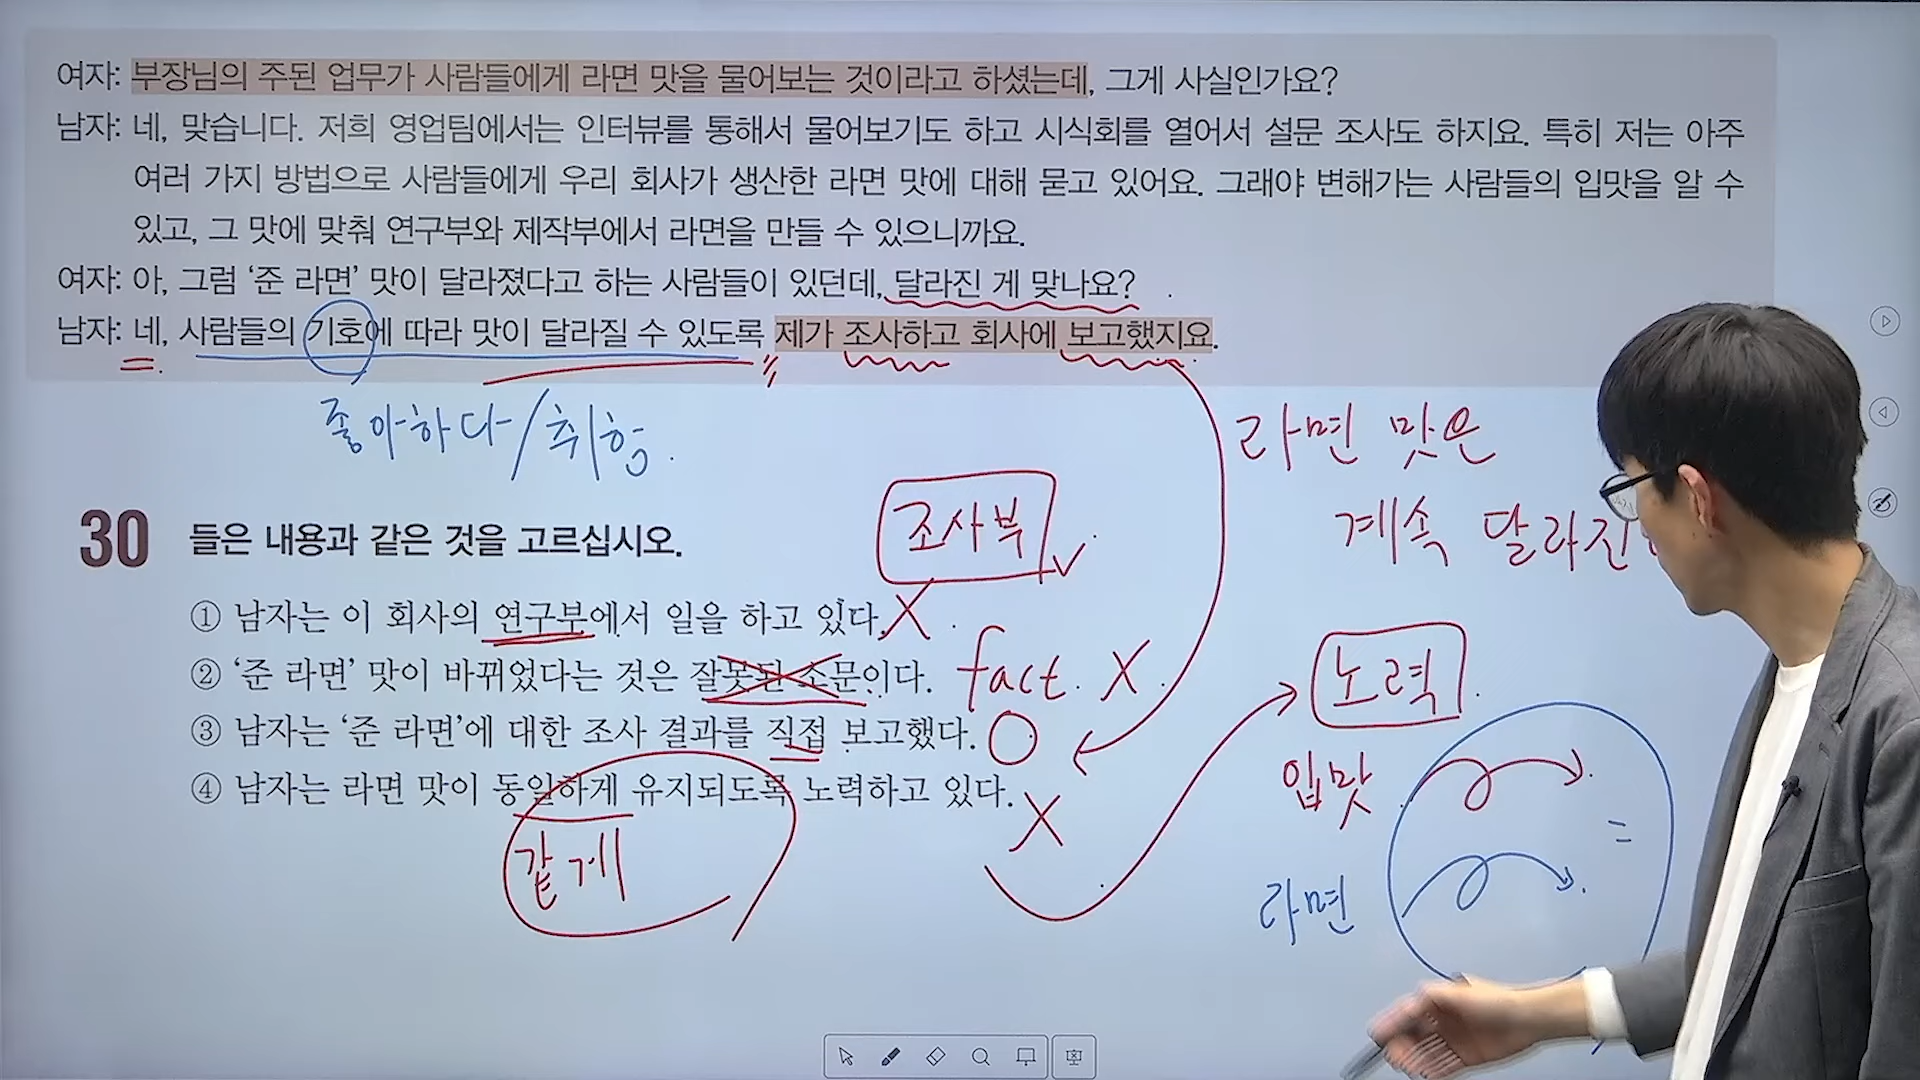 여자: 부장님의 주된 업무가 사람들에게 라면 맛을 물어보는 것이라고 하셨는데, 그게 사실인가요?
남자: 네, 맞습니다. 저희 영업팀에서는 인터뷰를 통해서 물어보기도 하고 시식회를 열어서 설문 조사도 하지요. 특히 저는 아주
여러 가지 방법으로 사람들에게 우리 회사가 생산한 라면 맛에 대해 묻고 있어요. 그래야 변해가는 사람들의 입맛을 알 수
있고, 그 맛에 맞춰 연구부와 제작부에서 라면을 만들 수 있으니까요.
여자: 아, 그럼 ‘준 라면’ 맛이 달라졌다고 하는 사람들이 있던데, 달라진 게 맞나요?
남자: 네, 사람들의 기호에 따라 맛이 달라질 수 있도록 제가 조사하고 회사에 보고했지요.
좋아하다/취향.
라면 맛은
계속 달라진
조사부
30 들은 내용과 같은 것을 고르십시오.
① 남자는 이 회사의 연구부에서 일을 하고 있다. X
② ‘준 라면’ 맛이 바뀌었다는 것은 잘못된 소문이다. fact. X
③ 남자는 ‘준 라면’에 대한 조사 결과를 직접 보고했다. O
④ 남자는 라면 맛이 동일하게 유지되도록 노력하고 있다. X
같게
노력
입맛
=
라면